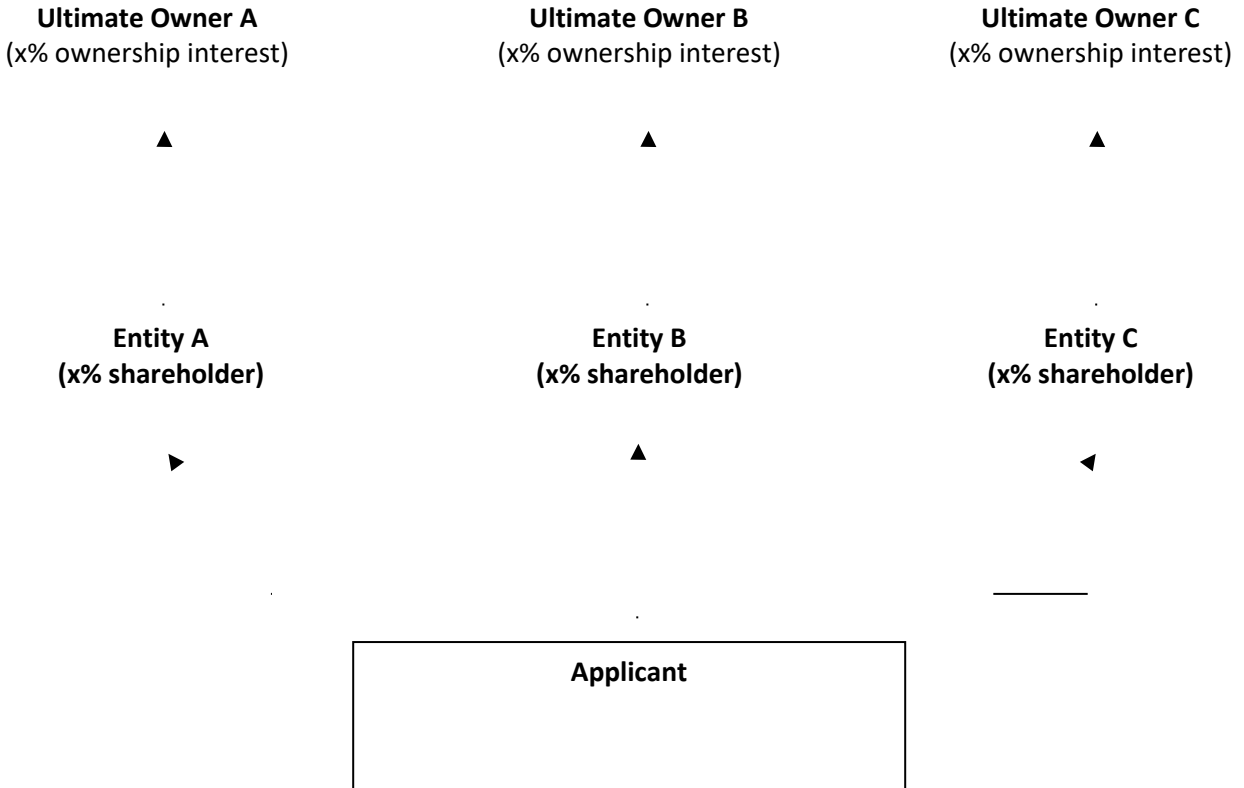 Ultimate Owner A
(x% ownership interest)
Ultimate Owner B
(x% ownership interest)
Ultimate Owner C
(x% ownership interest)
Entity A
(x% shareholder)
Entity B
(x% shareholder)
Entity C
(x% shareholder)
Applicant